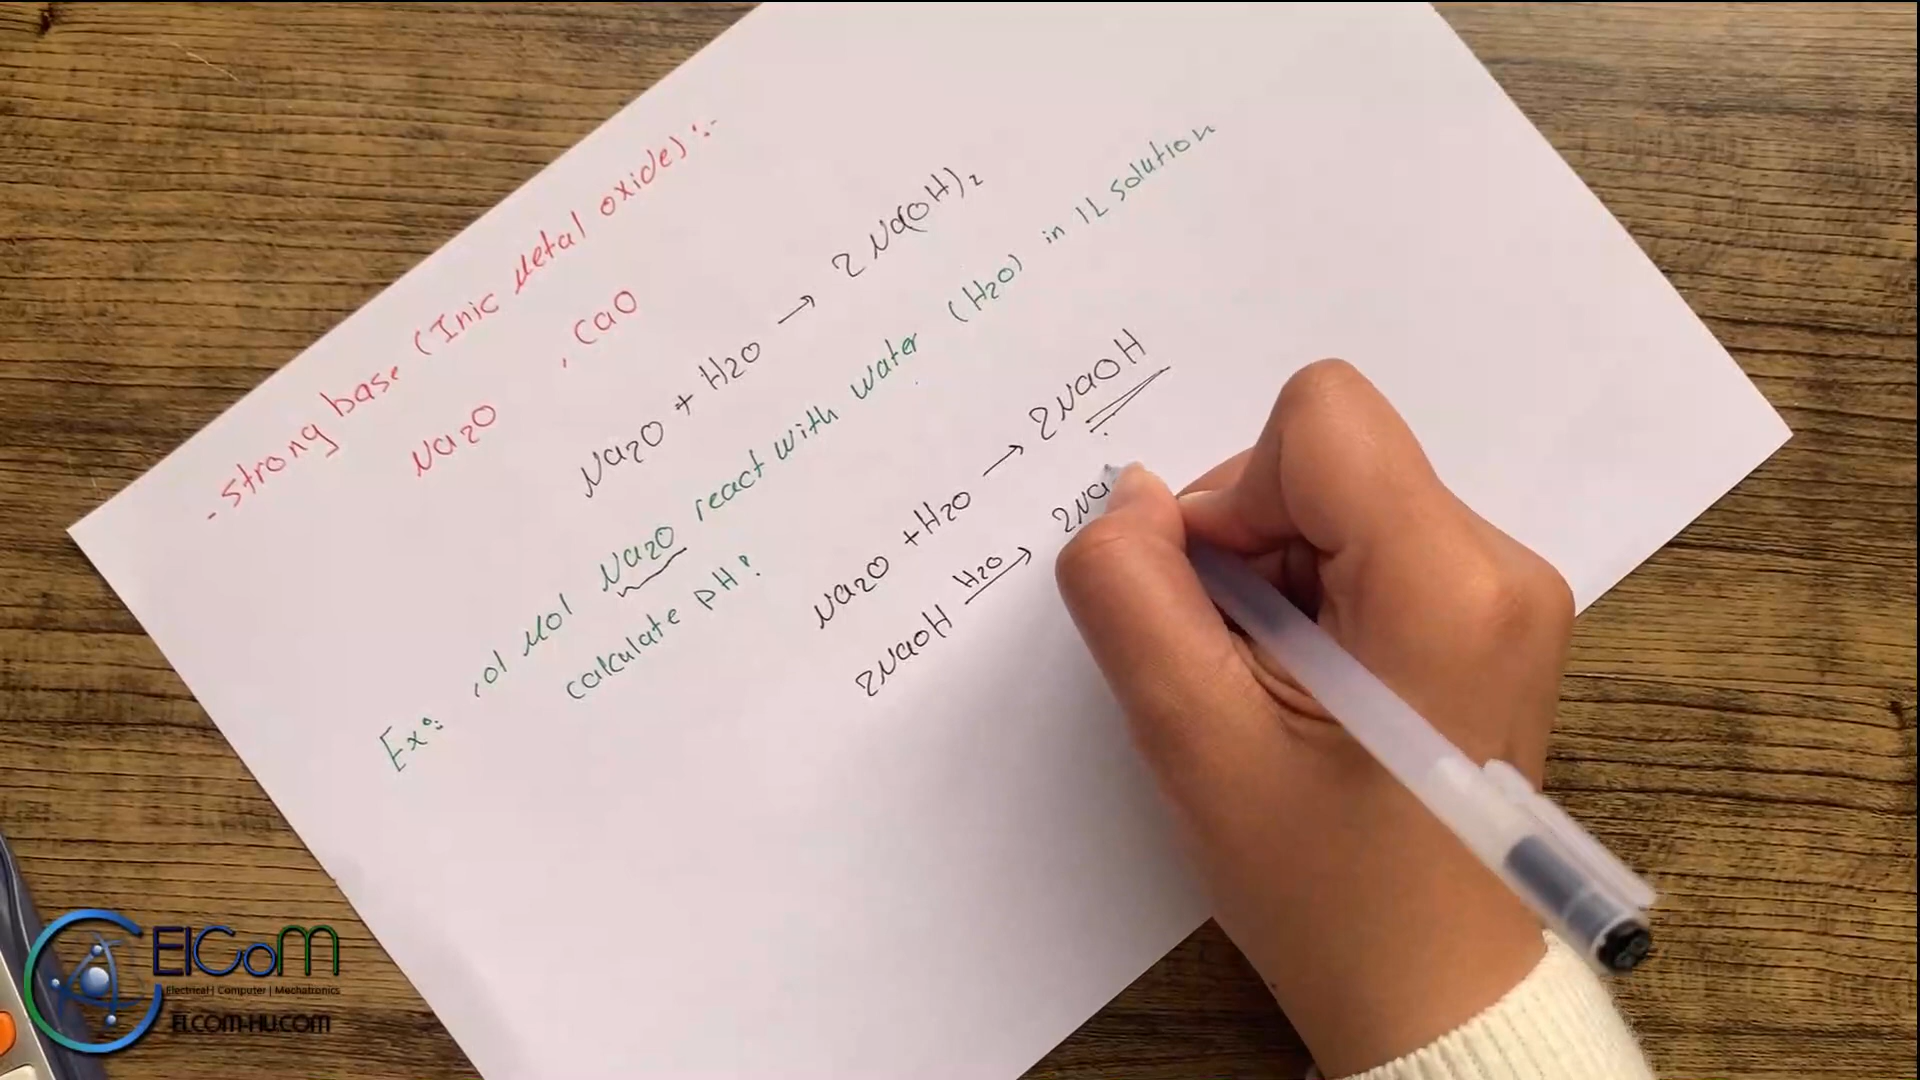 - Strong base (Inic Metal oxide) :-
Na2O , CaO
Na2O + H2O → 2 Na(OH)2
Ex: .01 Mol Na2O react with water (H2O) in 1L solution
calculate pH?
Na2O + H2O → 2NaOH
2NaOH H2O → 2Na
ElCoM
Electrical | Computer | Mechatronics
ELCOM-HU.COM